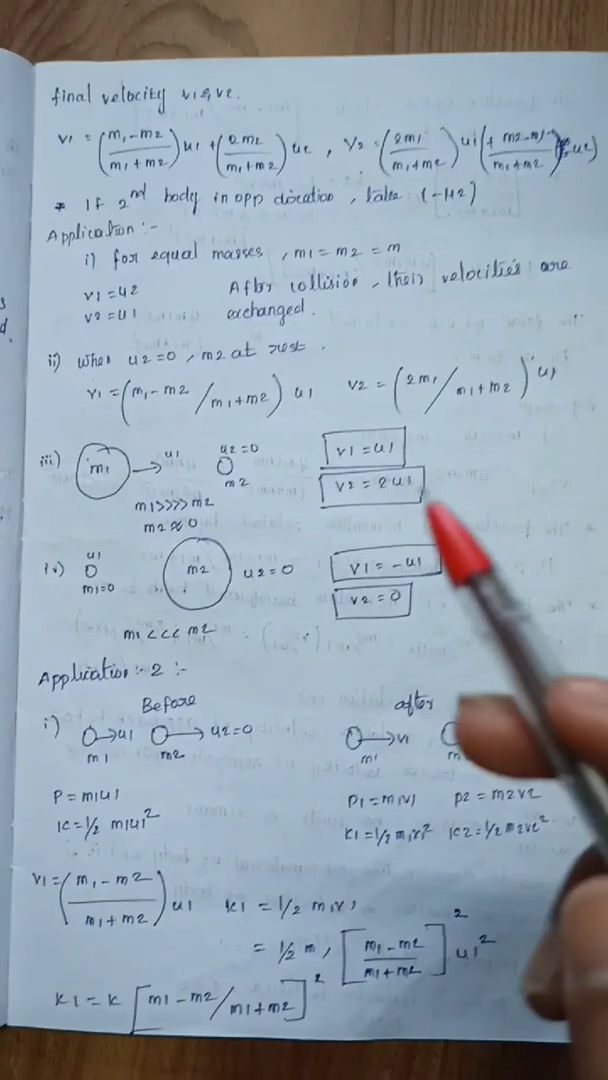 final velocity v1 & v2.
v1 = (m1 - m2 / m1 + m2) u1 + (2m2 / m1 + m2) u2 , v2 = (2m1 / m1 + m2) u1 (+ m2 - m1 / m1 + m2) u2)
* If 2nd body in opp direction, take (-u2)
Application :-
i) for equal masses, m1 = m2 = m
v1 = u2 After collision, their velocities are
v2 = u1 exchanged.
ii) when u2 = 0, m2 at rest.
v1 = (m1 - m2 / m1 + m2) u1 v2 = (2m1 / m1 + m2) u1
iii) m1 u1 u2 = 0 m2 v1 = u1
v2 = 2u1
m1 >>>> m2
m2 ≈ 0
iv) u1 m1 = 0 m2 u2 = 0 v1 = -u1
v2 = 0
m1 <<< m2
Application - 2 :-
Before after
i) u1 u2 = 0 v1
m1 m2 m1
P = m1u1 P1 = m1v1 P2 = m2v2
K = 1/2 m1u1² K1 = 1/2 m1v1² K2 = 1/2 m2v2²
v1 = (m1 - m2 / m1 + m2) u1 K1 = 1/2 m1v1
= 1/2 m1 [m1 - m2 / m1 + m2]² u1²
K1 = K [m1 - m2 / m1 + m2]²